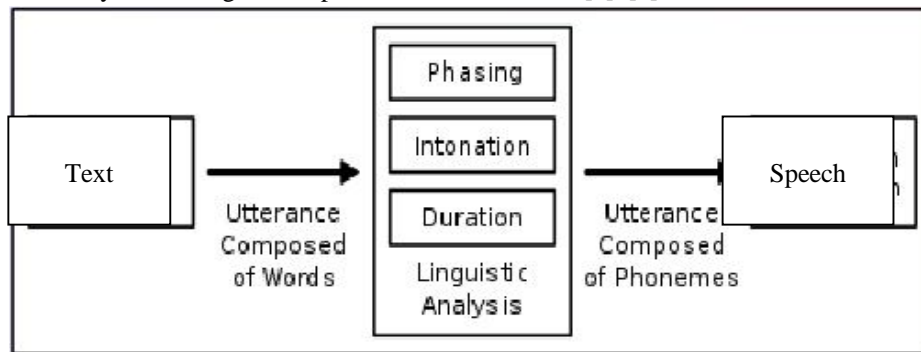 Text
Utterance
Composed
of Words
Phasing
Intonation
Duration
Linguistic
Analysis
Utterance
Composed
of Phonemes
Speech